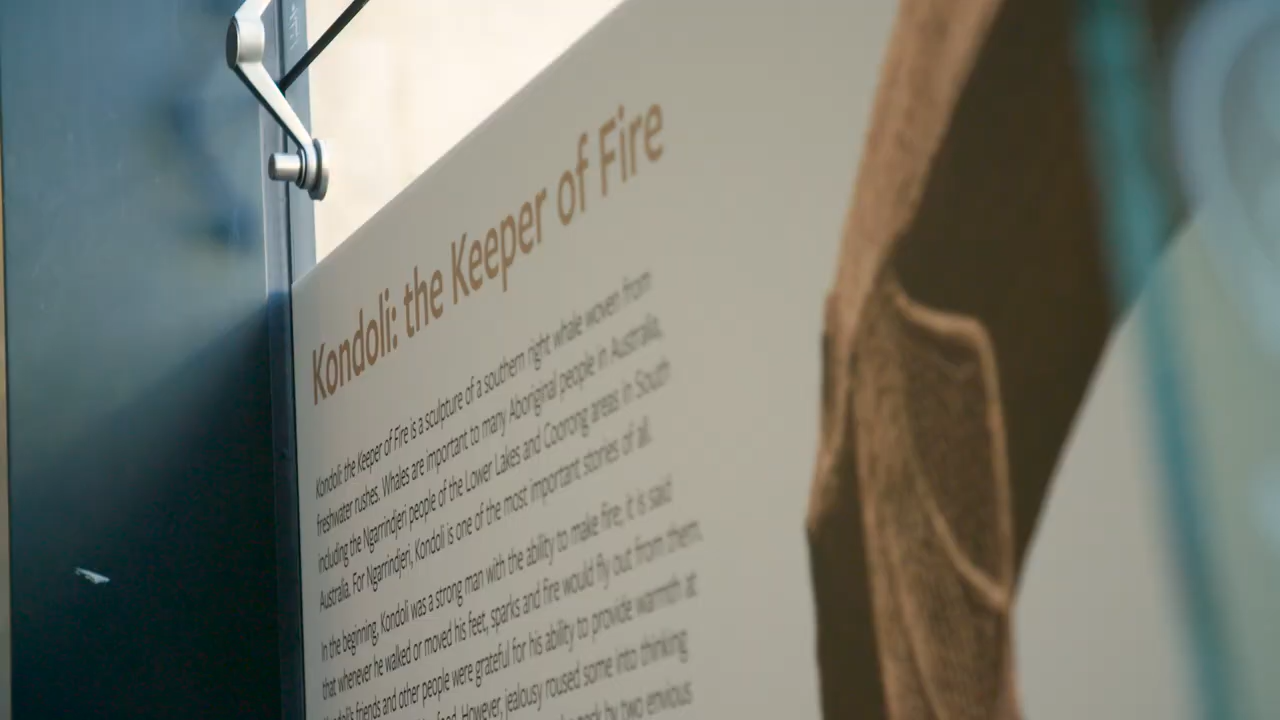 Kondoli: the Keeper of Fire
Kondoli: the Keeper of Fire is a sculpture of a southern right whale woven from
freshwater rushes. Whales are important to many Aboriginal people in Australia,
including the Ngarrindjeri people of the Lower Lakes and Coorong areas in South
Australia. For Ngarrindjeri, Kondoli is one of the most important stories of all.
In the beginning, Kondoli was a strong man with the ability to make fire, it is said
that whenever he walked or moved his feet, sparks and fire would fly out from them.
Kondoli's friends and other people were grateful for his ability to provide warmth at
food. However, jealousy roused some into thinking
by two envious